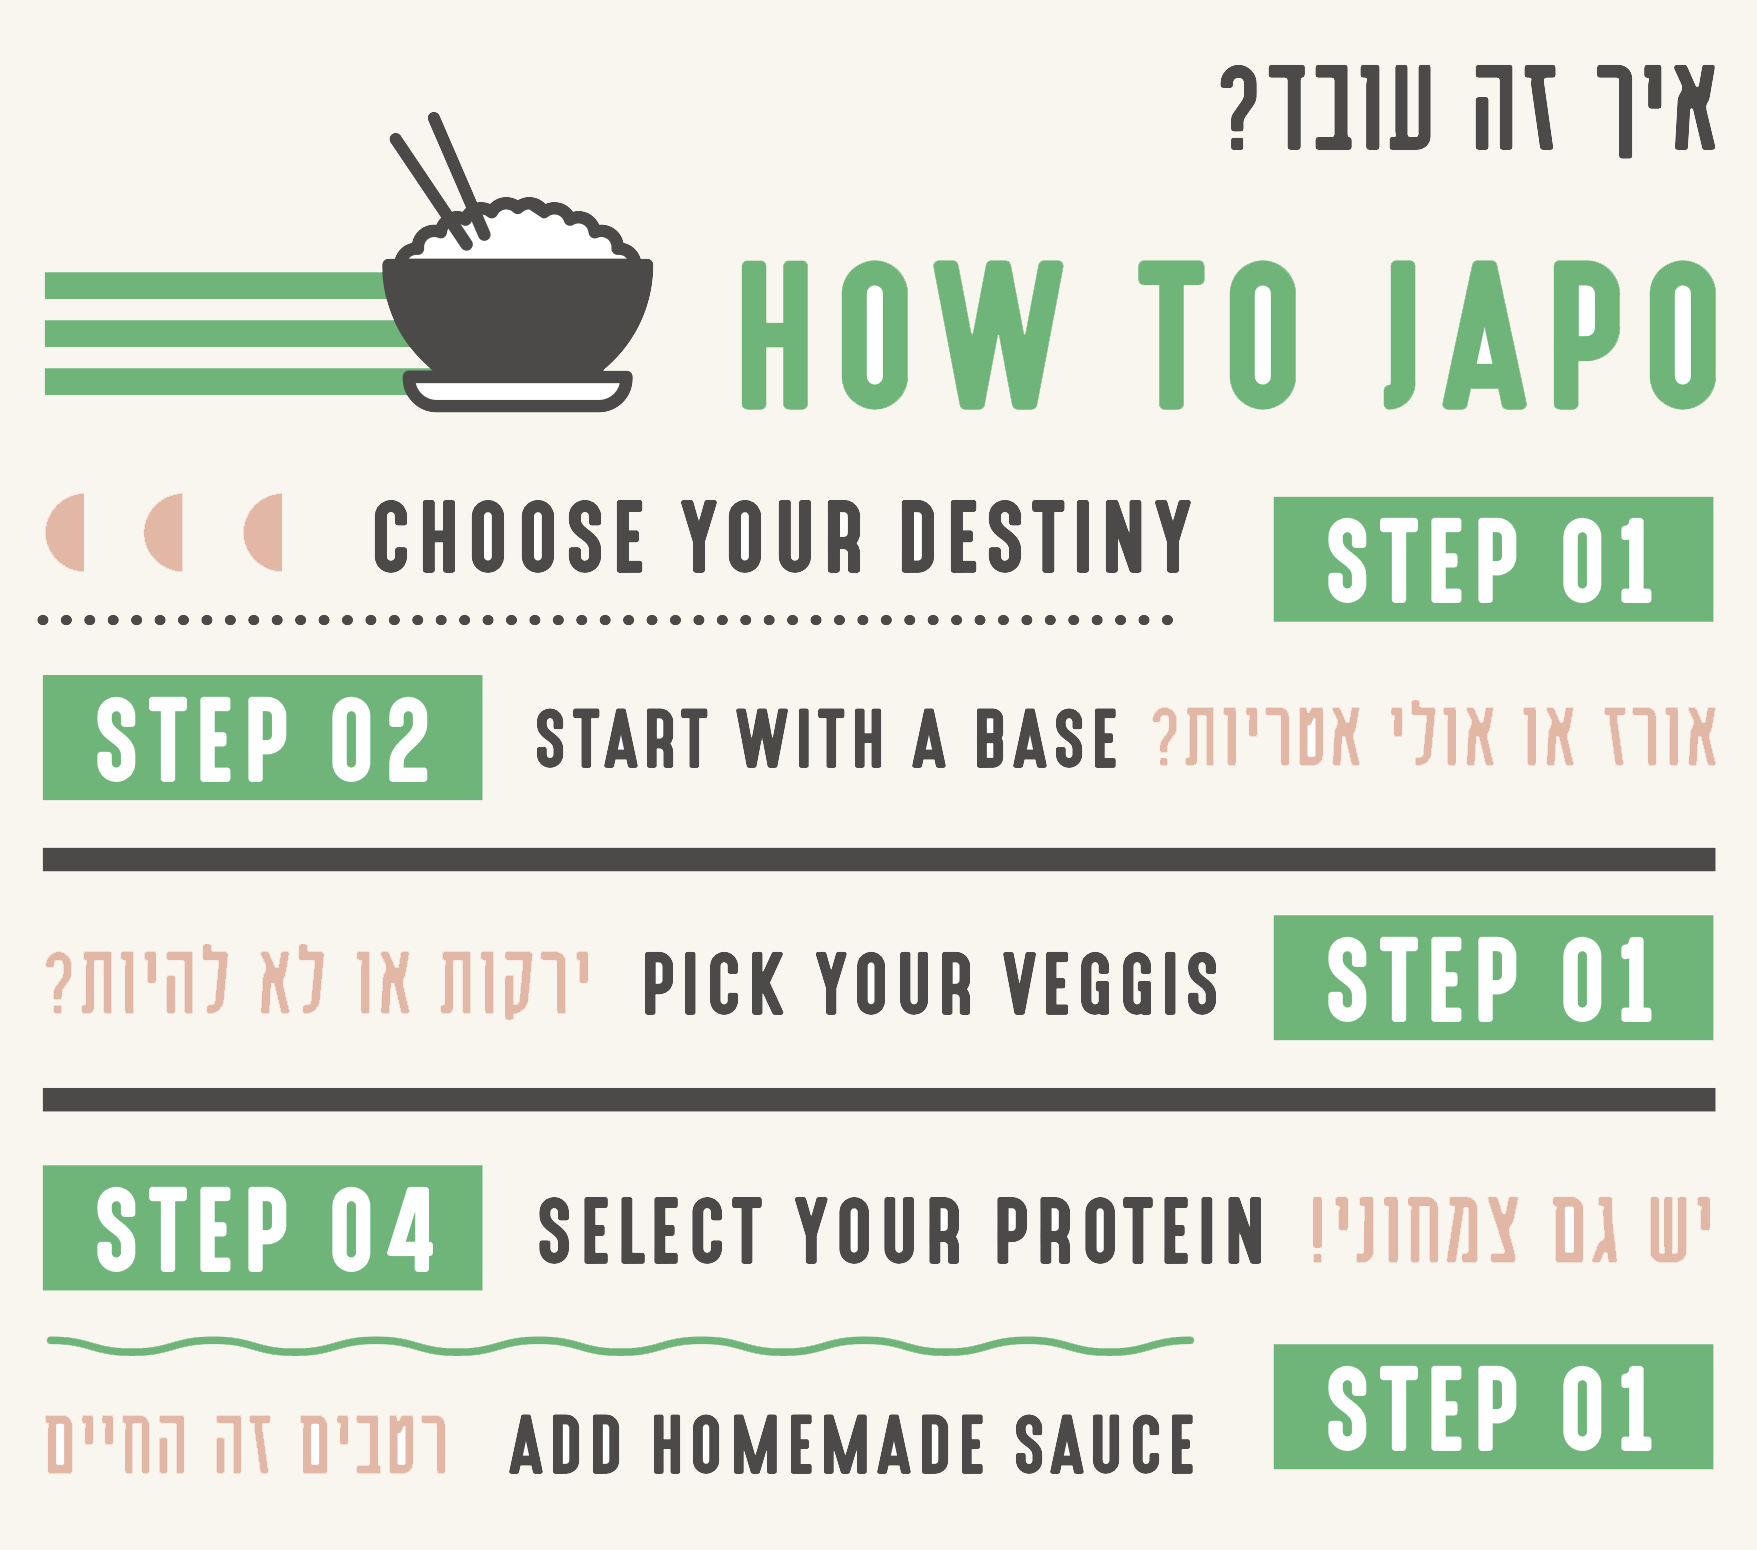 איך זה עובד?
HOW TO JAPO
CHOOSE YOUR DESTINY STEP 01
STEP 02 START WITH A BASE אורז או אולי אטריות?
ירקות או לא להיות? PICK YOUR VEGGIS STEP 01
STEP 04 SELECT YOUR PROTEIN יש גם צמחוני!
STEP 01
רטבים זה החיים ADD HOMEMADE SAUCE